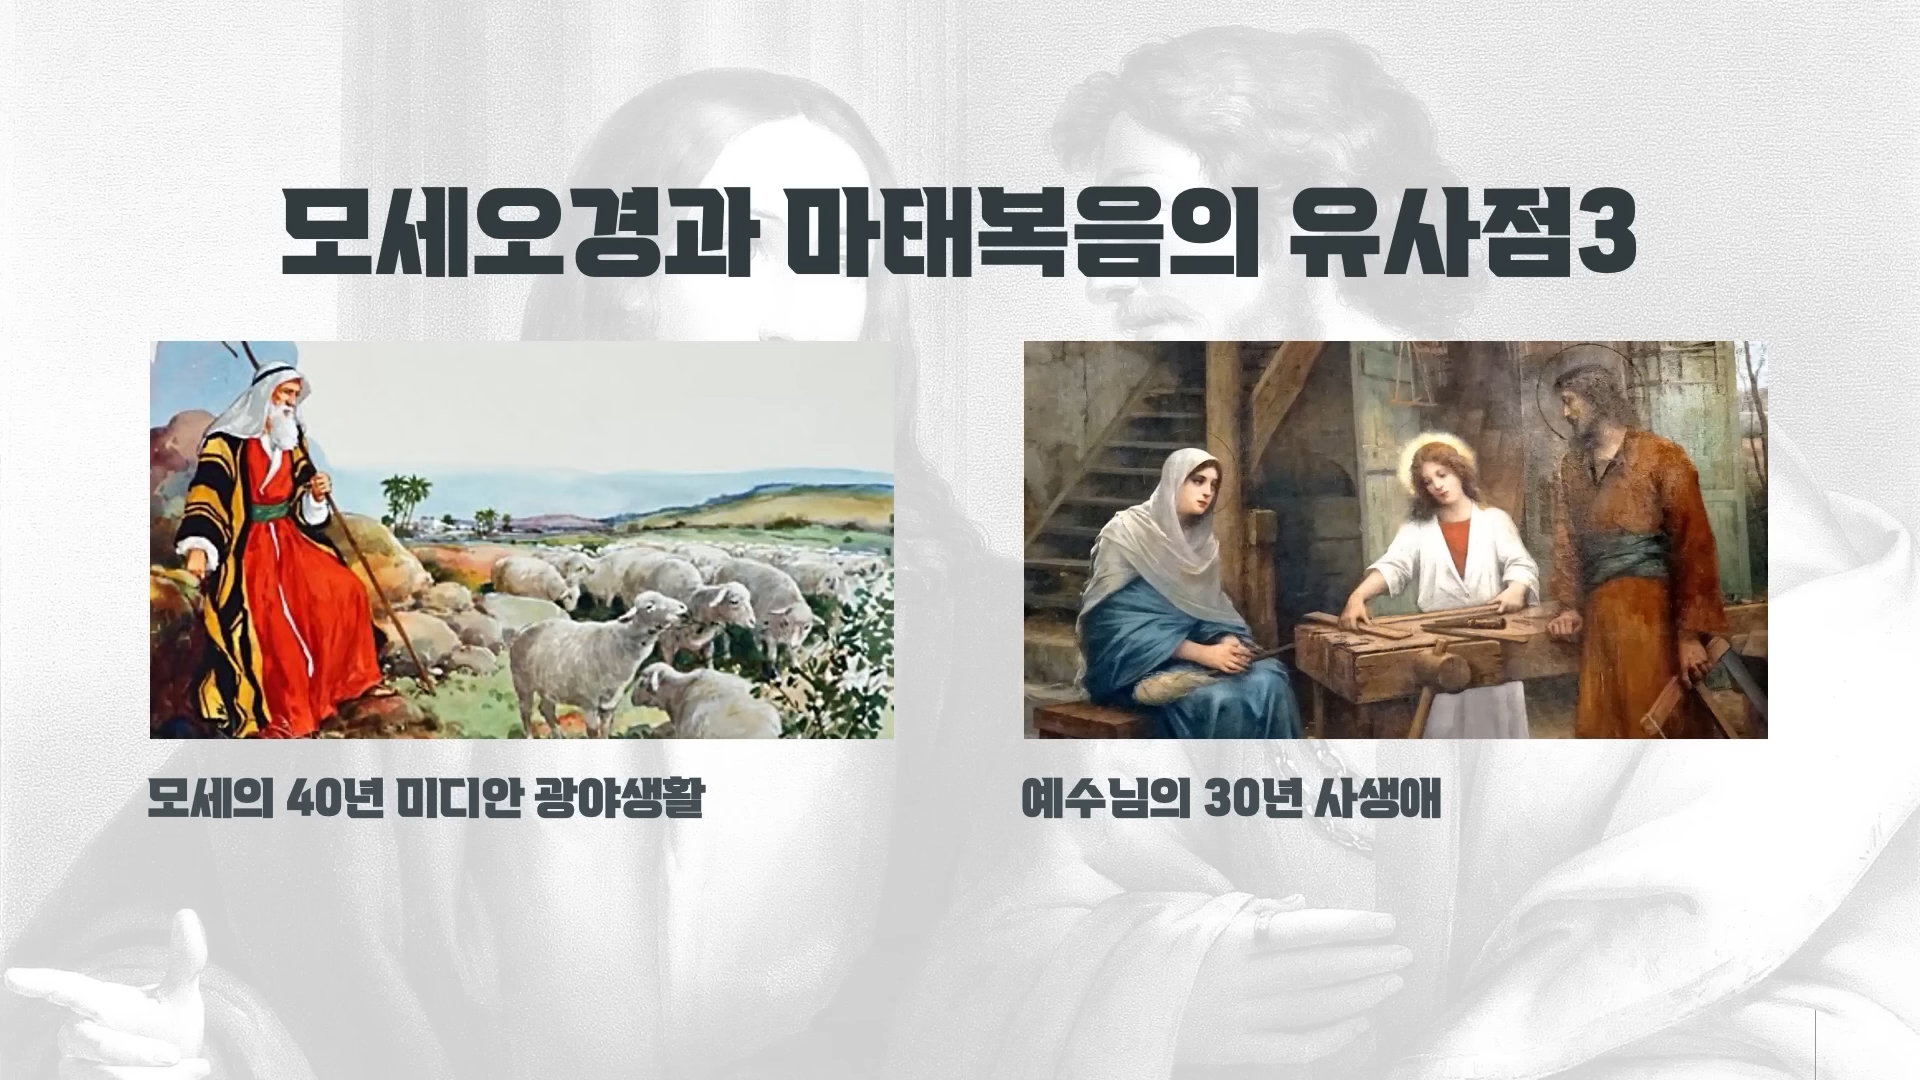 모세오경과 마태복음의 유사점3
모세의 40년 미디안 광야생활
예수님의 30년 사생애